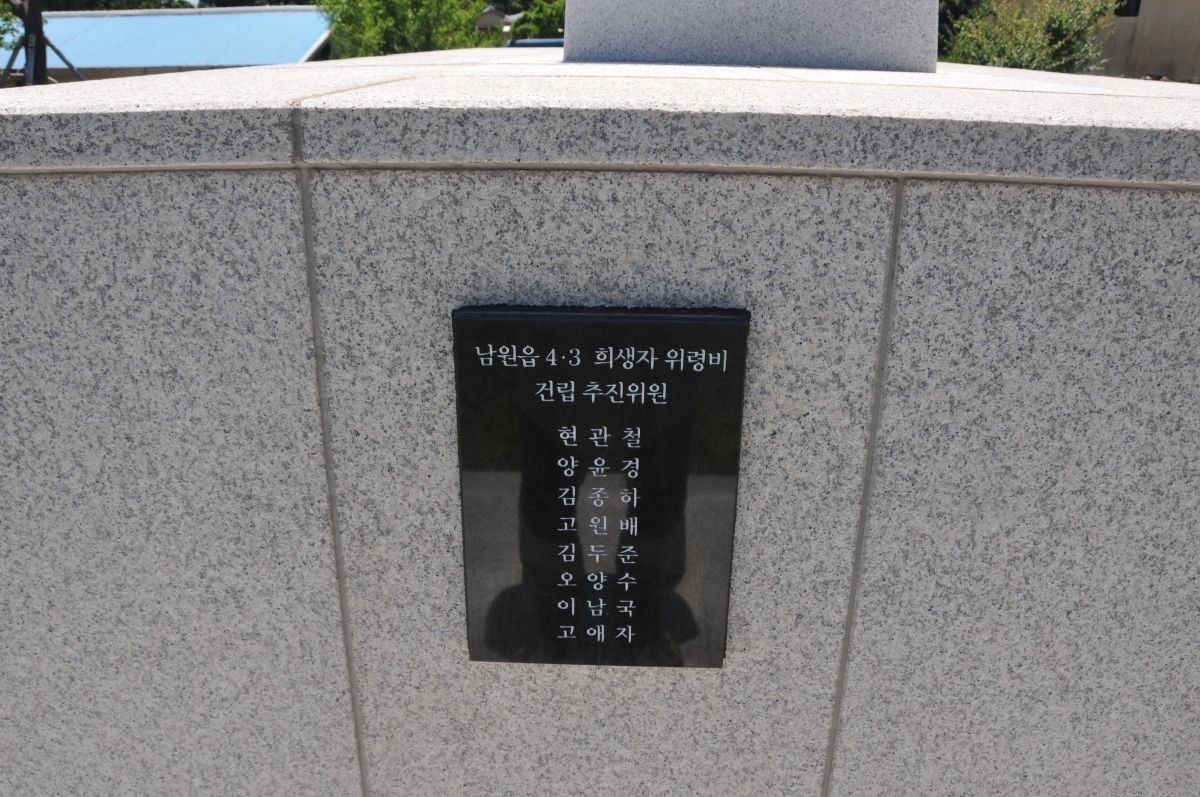 남원읍 4·3 희생자 위령비
건립 추진위원
현관철
양윤경
김종하
고원배
김두준
오양수
이남국
고애자